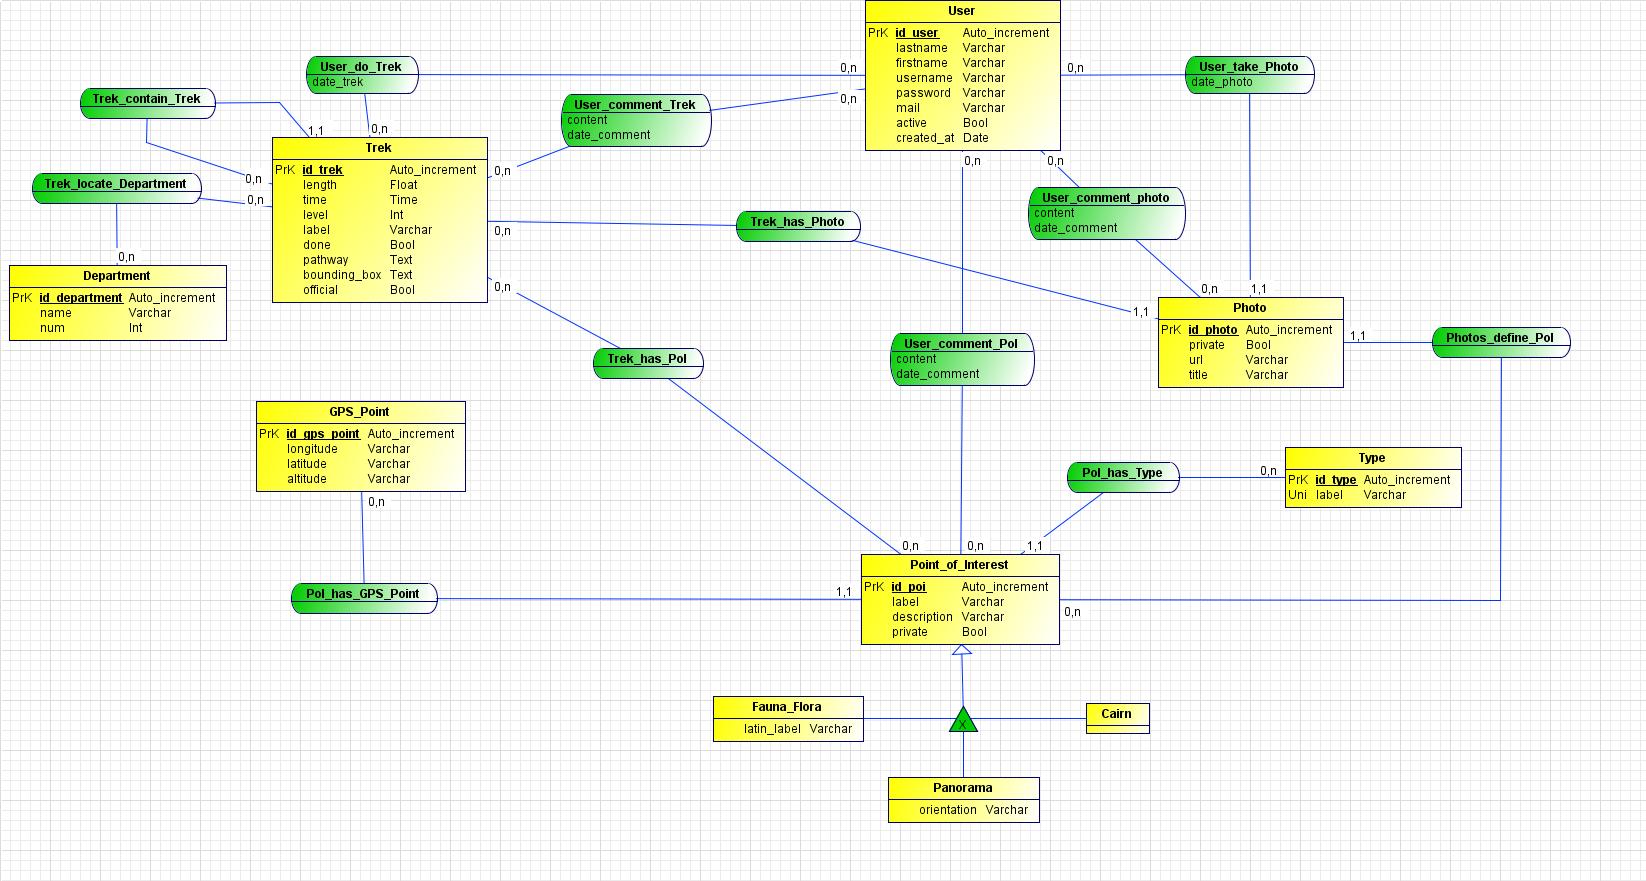 User
PrK id_user Auto_increment
lastname Varchar
firstname Varchar
username Varchar
password Varchar
mail Varchar
active Bool
created_at Date
User_do_Trek
date_trek
0,n
0,n
User_take_Photo
date_photo
0,n
1,1
Trek_contain_Trek
1,1
0,n
User_comment_Trek
content
date_comment
0,n
0,n
Trek
PrK id_trek Auto_increment
length Float
time Time
level Int
label Varchar
done Bool
pathway Text
bounding_box Text
official Bool
Trek_locate_Department
0,n
0,n
Department
PrK id_department Auto_increment
name Varchar
num Int
Trek_has_Photo
0,n
1,1
User_comment_photo
content
date_comment
0,n
0,n
Photo
PrK id_photo Auto_increment
private Bool
url Varchar
title Varchar
Photos_define_PoI
1,1
0,n
Trek_has_PoI
0,n
0,n
User_comment_PoI
content
date_comment
0,n
0,n
GPS_Point
PrK id_gps_point Auto_increment
longitude Varchar
latitude Varchar
altitude Varchar
0,n
PoI_has_GPS_Point
1,1
PoI_has_Type
0,n
1,1
Type
PrK id_type Auto_increment
Uni label Varchar
Point_of_Interest
PrK id_poi Auto_increment
label Varchar
description Varchar
private Bool
Fauna_Flora
latin_label Varchar
X
Cairn
Panorama
orientation Varchar